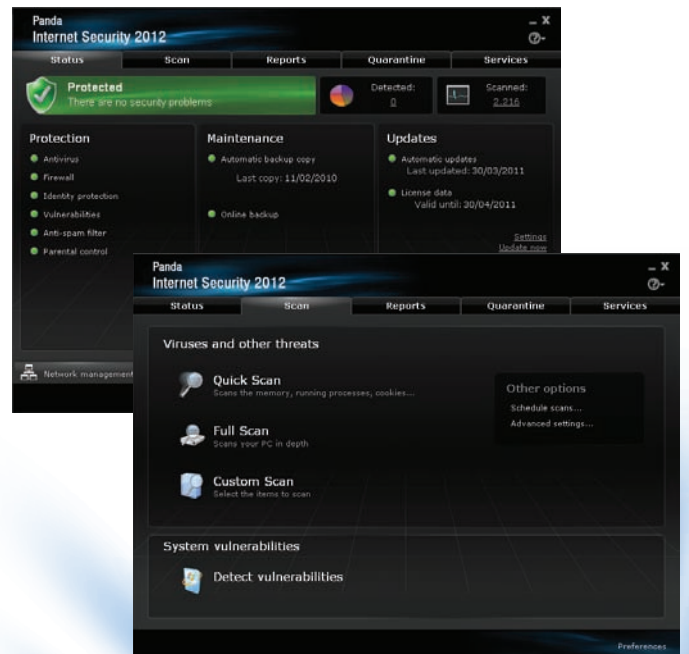 Panda
Internet Security 2012
Status
Scan
Reports
Quarantine
Services
Protected
There are no security problems
Detected:
0
Scanned:
2.216
Protection
Antivirus
Firewall
Identity protection
Vulnerabilities
Anti-spam filter
Parental control
Maintenance
Automatic backup copy
Last copy: 11/02/2010
Online backup
Updates
Automatic updates
Last updated: 30/03/2011
License data
Valid until: 30/04/2011
Settings
Update now
Network management
Panda
Internet Security 2012
Status
Scan
Reports
Quarantine
Services
Viruses and other threats
Quick Scan
Scans the memory, running processes, cookies...
Full Scan
Scans your PC in depth
Custom Scan
Select the items to scan
Other options
Schedule scans...
Advanced settings...
System vulnerabilities
Detect vulnerabilities
Preferences